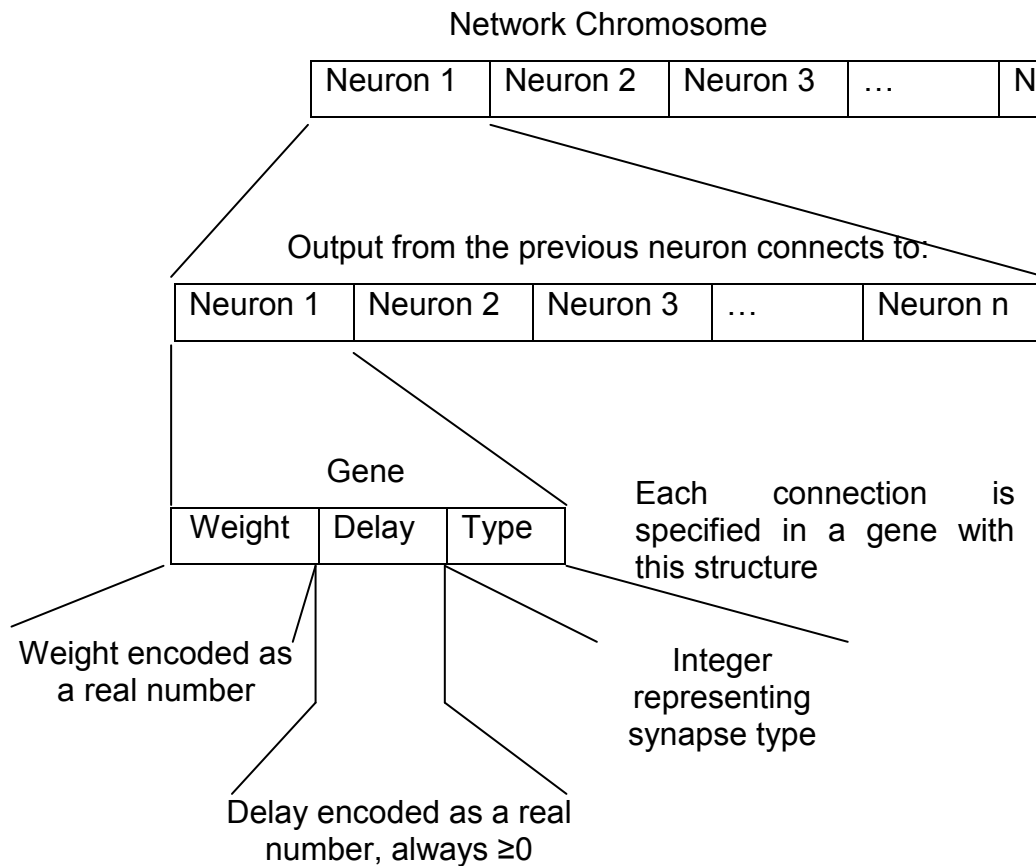 Network Chromosome
Neuron 1 Neuron 2 Neuron 3 … N
Output from the previous neuron connects to:
Neuron 1 Neuron 2 Neuron 3 … Neuron n
Gene
Weight Delay Type
Each connection is
specified in a gene with
this structure
Weight encoded as
a real number
Integer
representing
synapse type
Delay encoded as a real
number, always ≥0